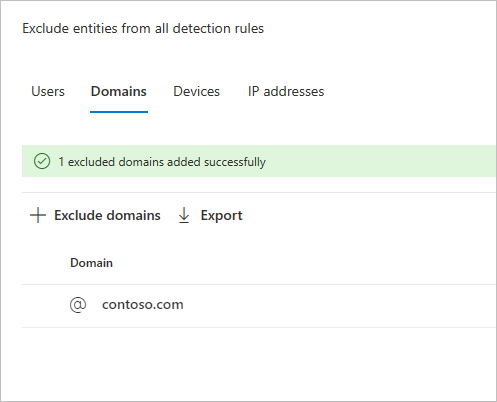 Exclude entities from all detection rules
Users Domains Devices IP addresses
1 excluded domains added successfully
Exclude domains Export
Domain
@ contoso.com